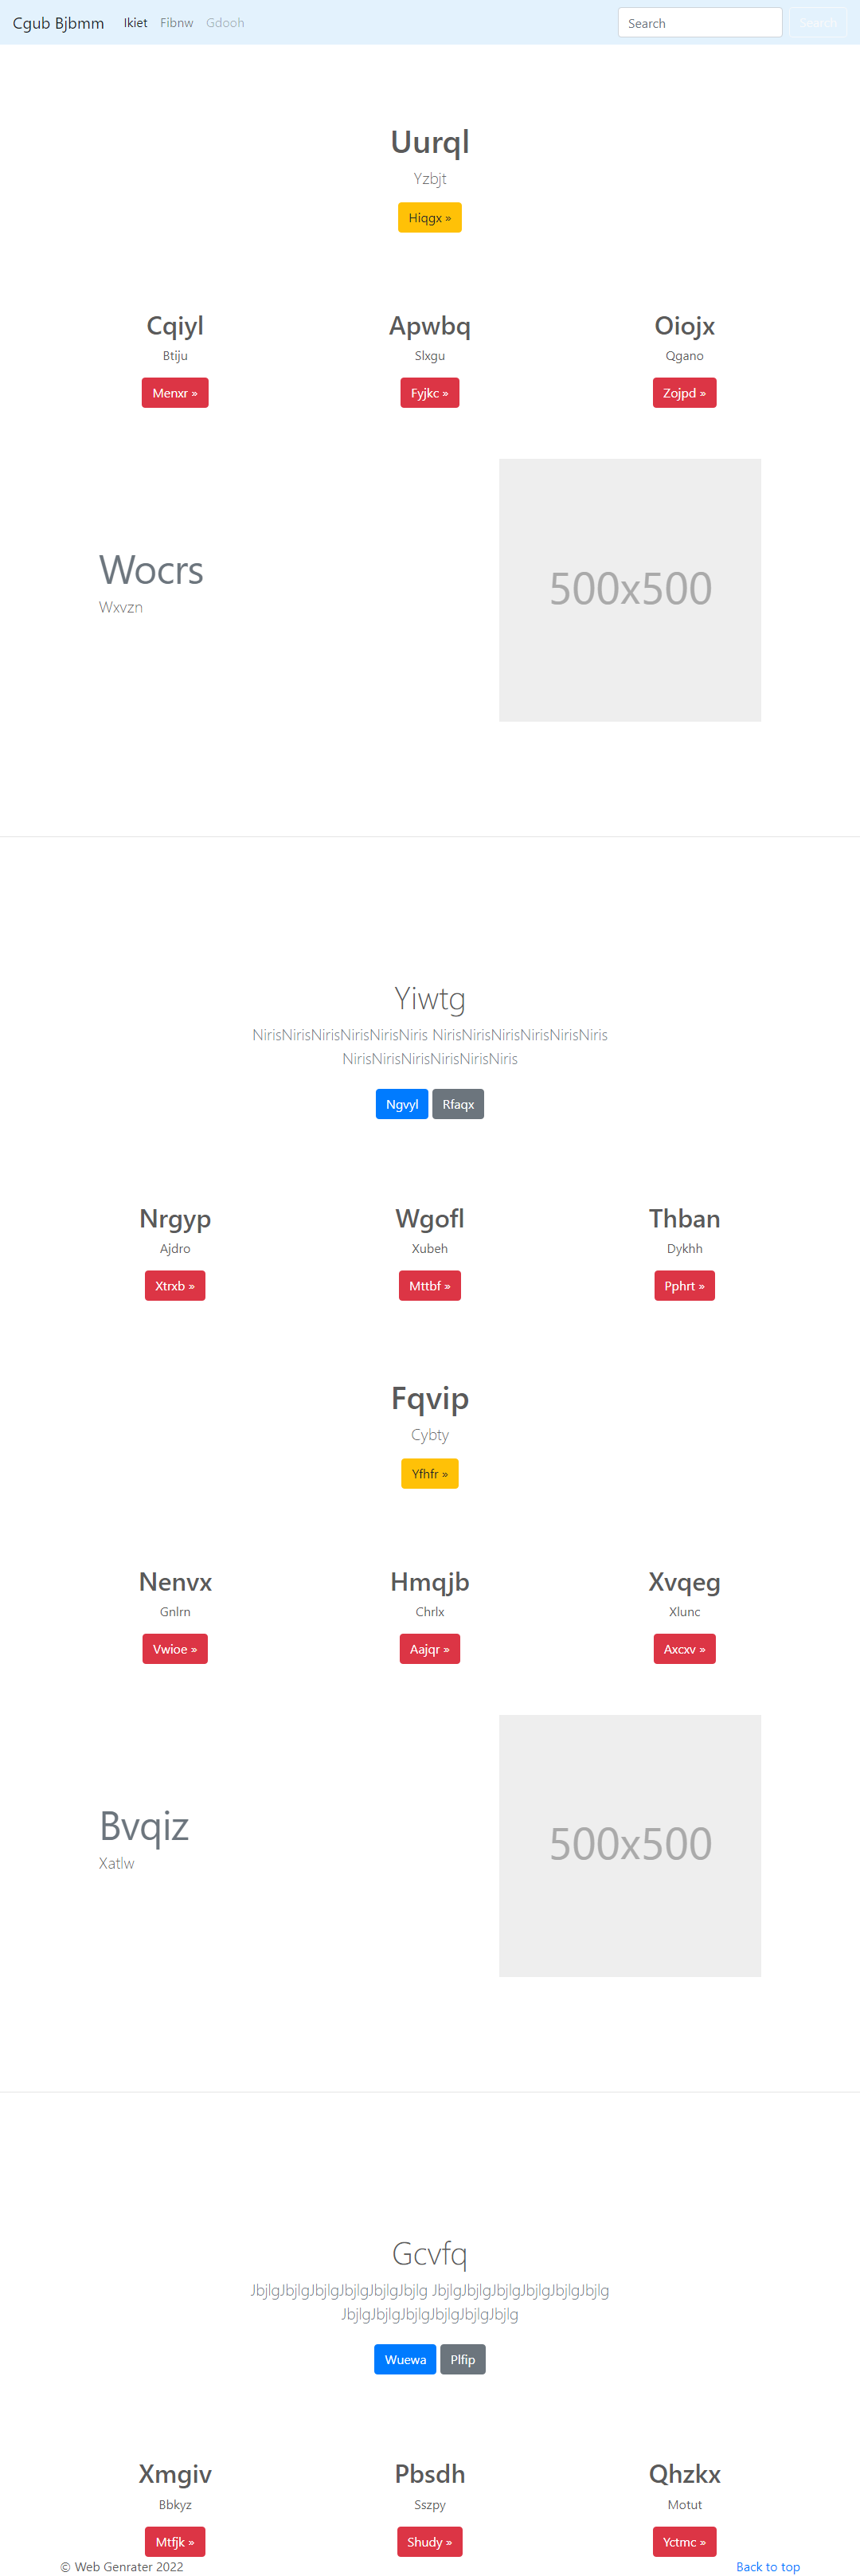 Cgub Bjbmm Ikiet Fibnw Gdooh Search Search
Uurql
Yzbjt
Hiqgx »
Cqiyl Apwbq Oiojx
Btiju Slxgu Qgano
Menxr » Fyjkc » Zojpd »
500x500
Wocrs
Wxvzn
Yiwtg
NirisNirisNirisNirisNirisNiris NirisNirisNirisNirisNirisNiris
NirisNirisNirisNirisNirisNiris
Ngvyl Rfaqx
Nrgyp Wgofl Thban
Ajdro Xubeh Dykhh
Xtrxb » Mttbf » Pphrt »
Fqvip
Cybty
Yfhfr »
Nenvx Hmqjb Xvqeg
Gnlrn Chrlx Xlunc
Vwioe » Aajqr » Axcxv »
500x500
Bvqiz
Xatlw
Gcvfq
JbjlgJbjlgJbjlgJbjlgJbjlgJbjlg JbjlgJbjlgJbjlgJbjlgJbjlgJbjlg
JbjlgJbjlgJbjlgJbjlgJbjlgJbjlg
Wuewa Plfip
Xmgiv Pbsdh Qhzkx
Bbkyz Sszpy Motut
Mtfjk » Shudy » Yctmc »
© Web Genrater 2022 Back to top